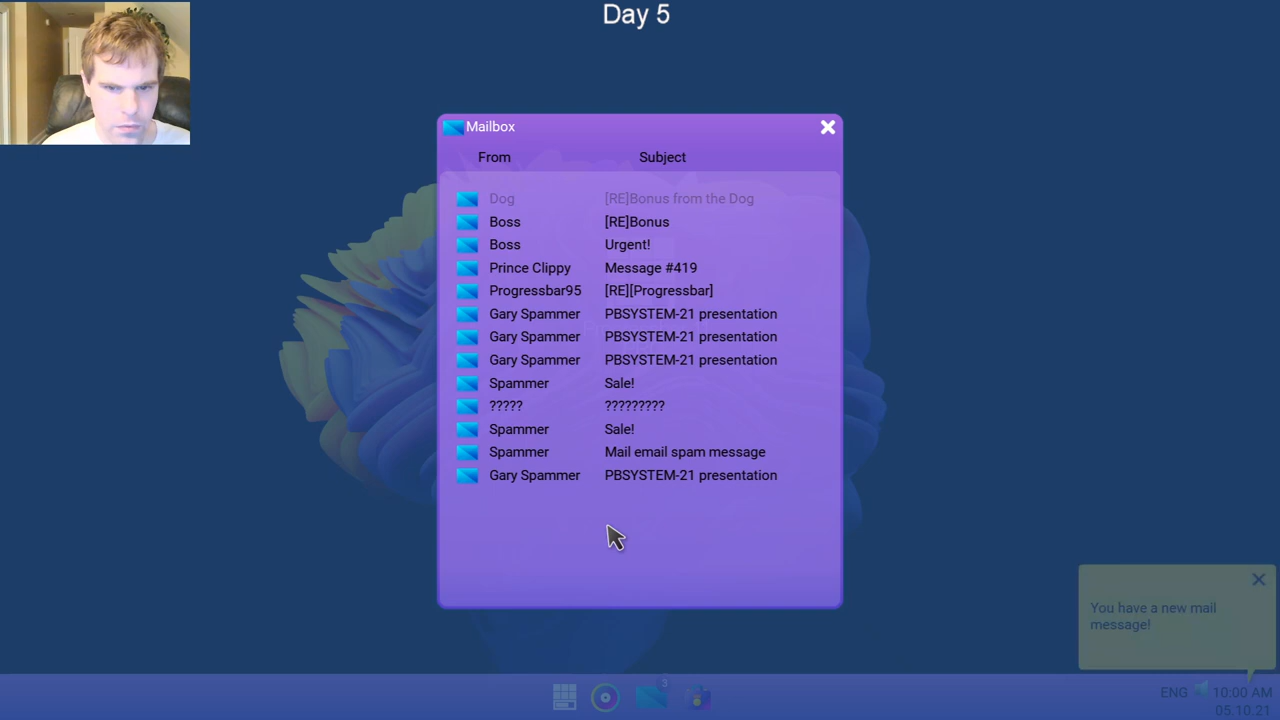 Day 5
Mailbox
From Subject
Dog [RE]Bonus from the Dog
Boss [RE]Bonus
Boss Urgent!
Prince Clippy Message #419
Progressbar95 [RE][Progressbar]
Gary Spammer PBSYSTEM-21 presentation
Gary Spammer PBSYSTEM-21 presentation
Gary Spammer PBSYSTEM-21 presentation
Spammer Sale!
????? ?????????
Spammer Sale!
Spammer Mail email spam message
Gary Spammer PBSYSTEM-21 presentation
You have a new mail
message!
3
ENG 10:00 AM
05.10.21